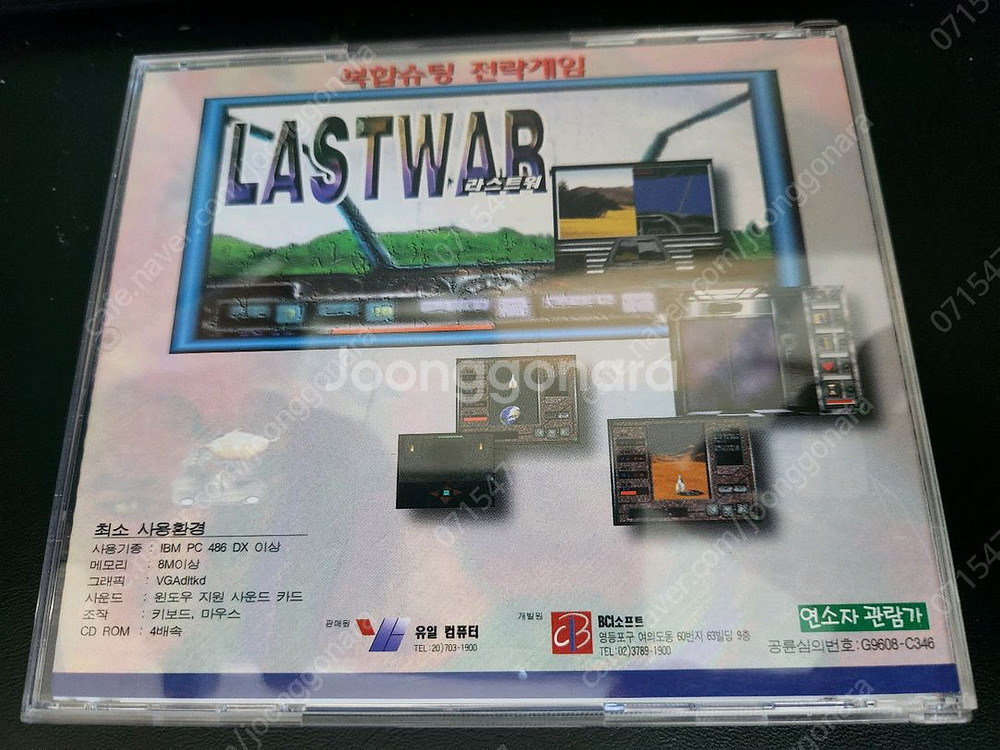 복합슈팅 전략게임
LASTWAR
라스트워
Joonggonara
최소 사용환경
사용기종 : IBM PC 486 DX 이상
메모리 : 8M이상
그래픽 : VGAdltkd
사운드 : 윈도우 지원 사운드 카드
조작 : 키보드, 마우스
CD ROM : 4배속
판매원 유일 컴퓨터
TEL:20)703-1900
개발원 BCI소프트
영등포구 여의도동 60번지 63빌딩 9층
TEL:02)3789-1900
연소자 관람가
공륜심의번호:G9608-C346